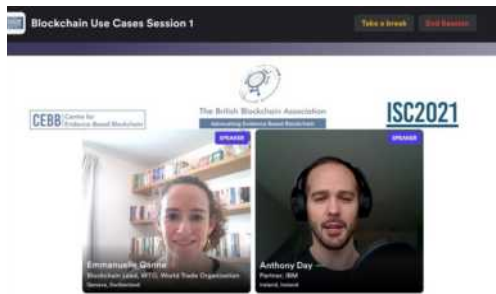 Blockchain Use Cases Session 1
Take a break
End Session
The British Blockchain Association
Advocating Evidence Based Blockchain
CEBB
Centre for
Evidence Based Blockchain
ISC2021
SPEAKER
SPEAKER
Emmanuelle Ganne
Blockchain Lead, WTO, World Trade Organisation
Geneva, Switzerland
Anthony Day
Partner, IBM
Ireland, Ireland